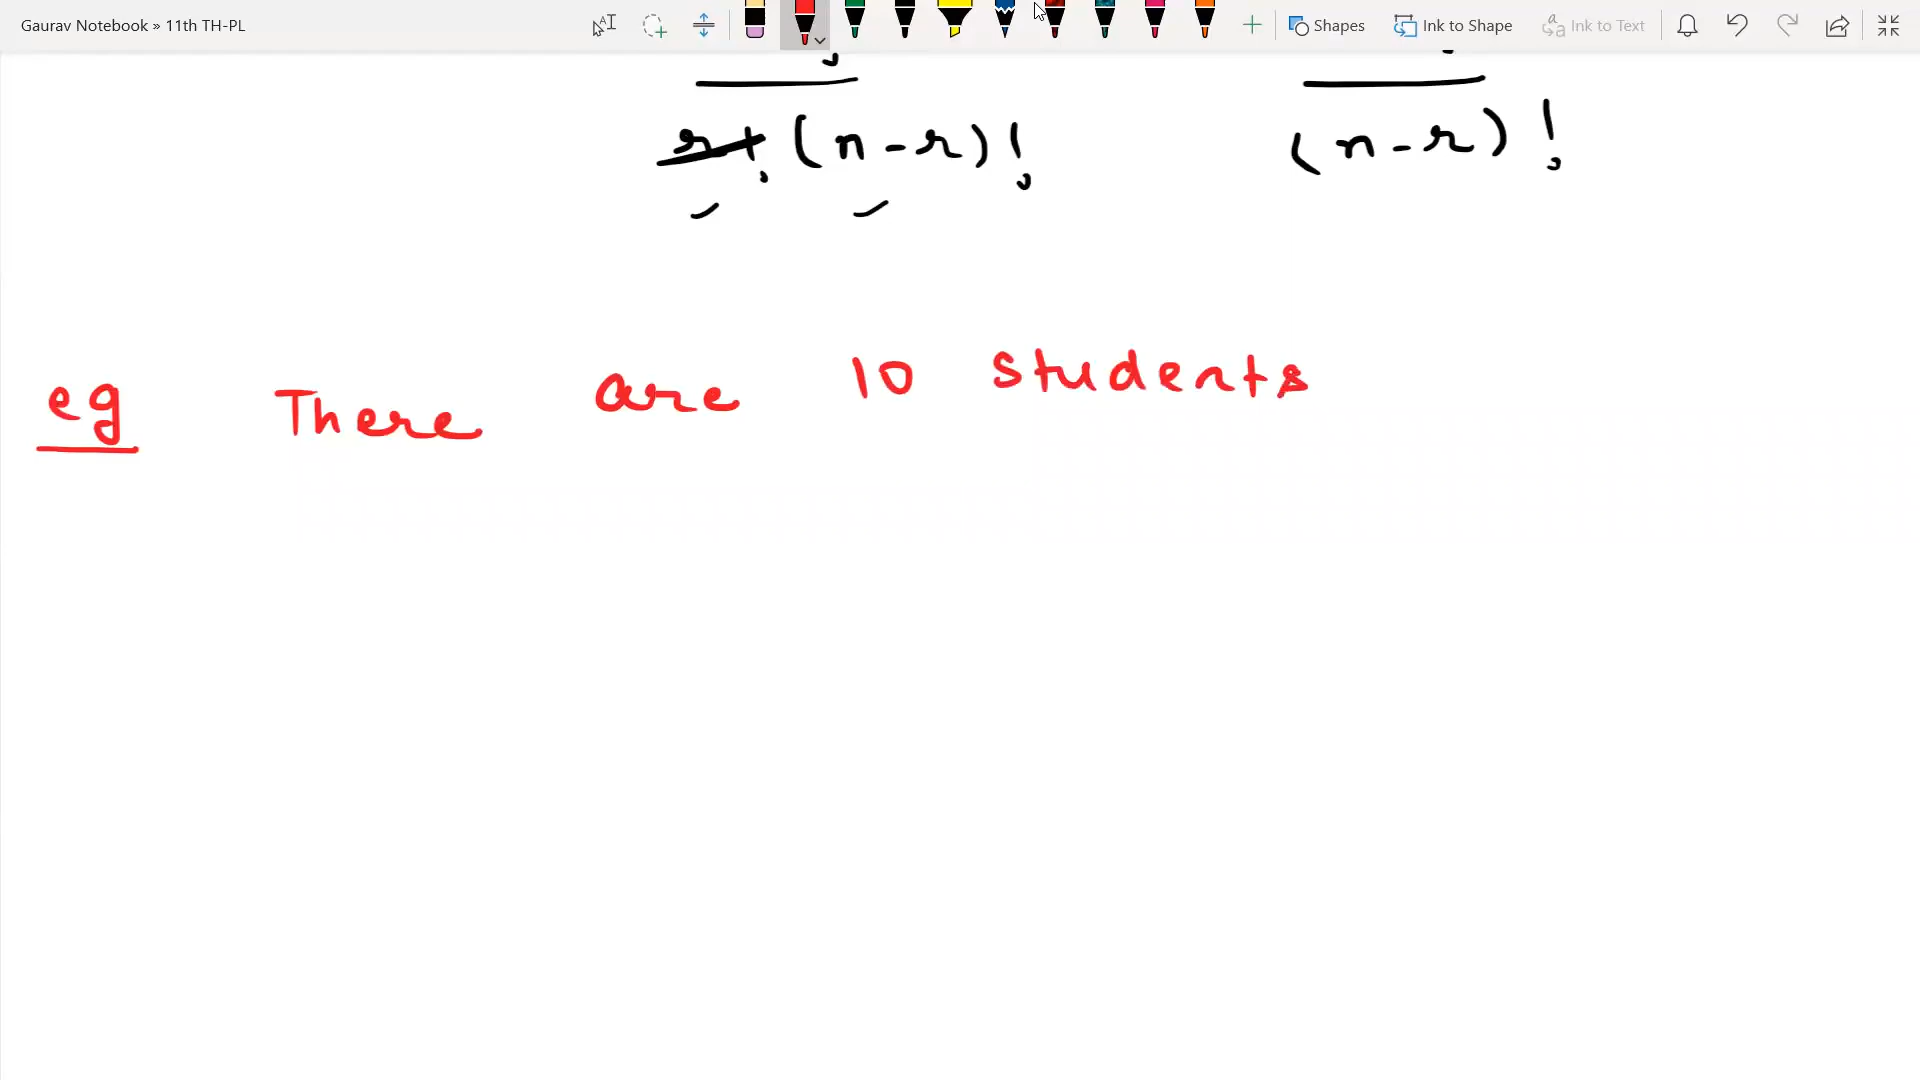 Gaurav Notebook » 11th TH-PL
Shapes
Ink to Shape
Ink to Text
r! (n-r)!
(n-r)!
eg There are 10 students